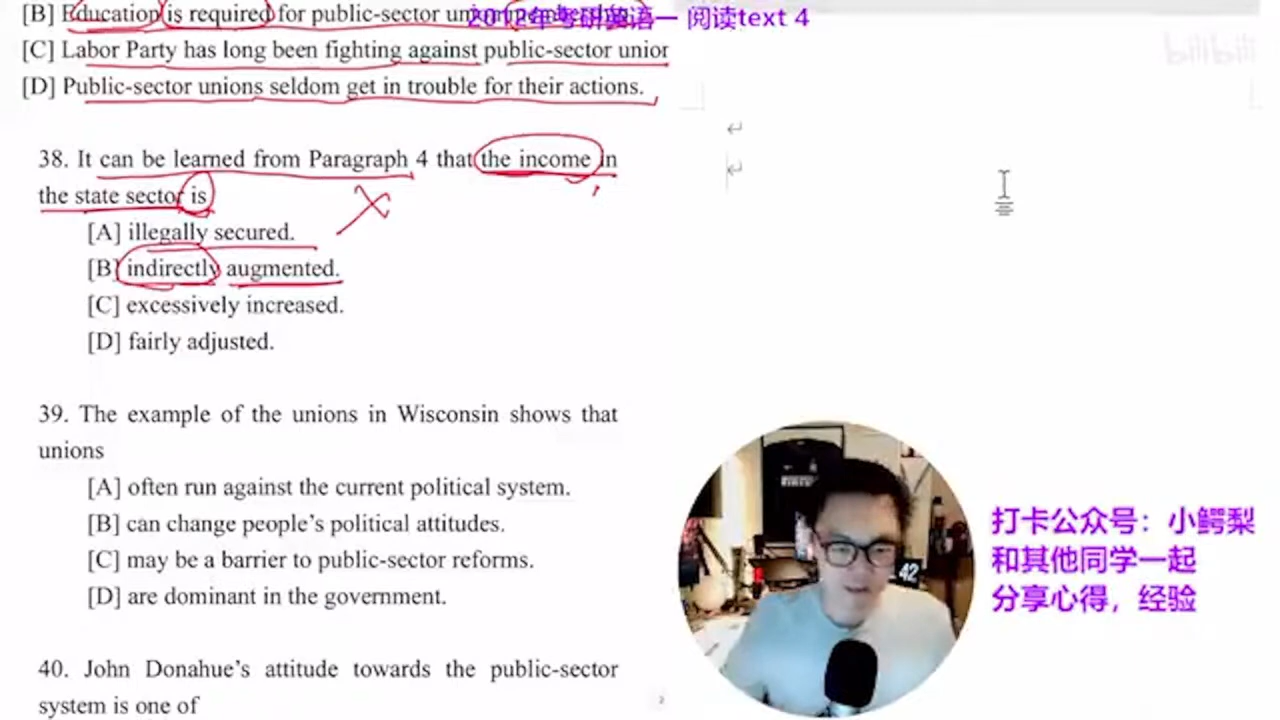 2012年考研英语一 阅读text 4
[B] Education is required for public-sector union membership.
[C] Labor Party has long been fighting against public-sector unior
[D] Public-sector unions seldom get in trouble for their actions.
38. It can be learned from Paragraph 4 that the income in
the state sector is
[A] illegally secured.
[B] indirectly augmented.
[C] excessively increased.
[D] fairly adjusted.
39. The example of the unions in Wisconsin shows that
unions
[A] often run against the current political system.
[B] can change people's political attitudes.
[C] may be a barrier to public-sector reforms.
[D] are dominant in the government.
40. John Donahue's attitude towards the public-sector
system is one of
bilibili
42
打卡公众号：小鳄梨
和其他同学一起
分享心得，经验